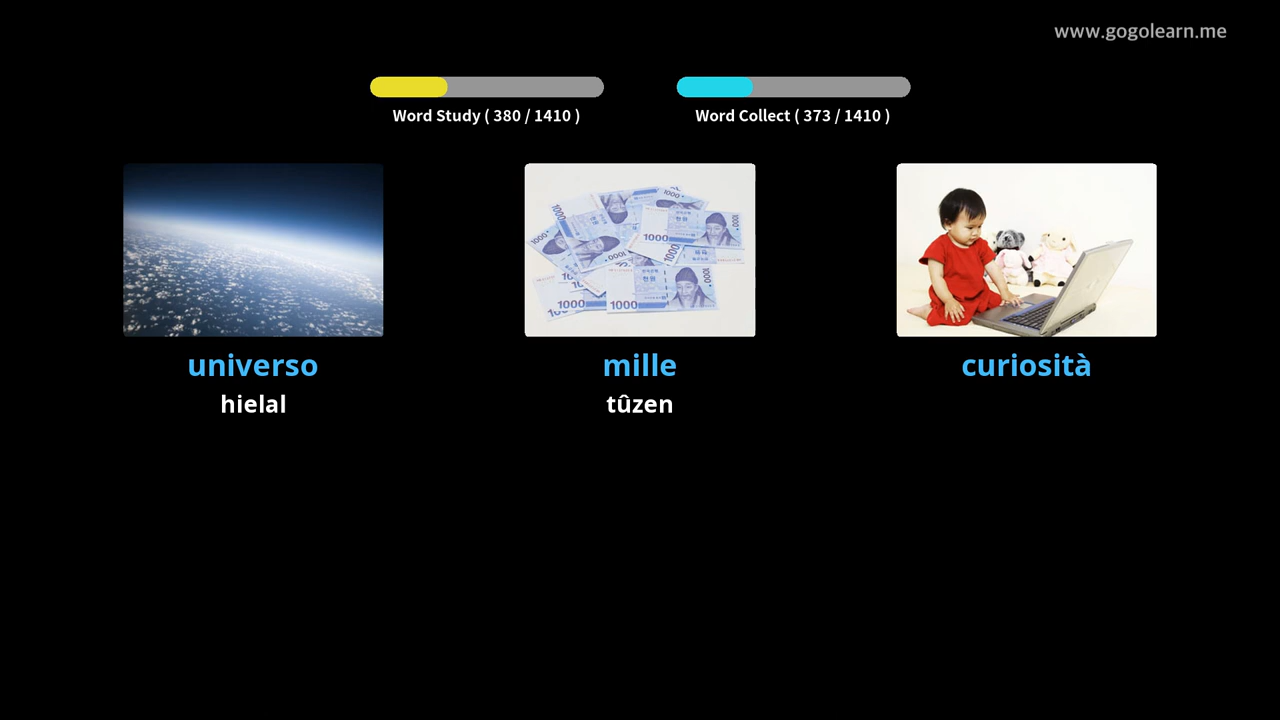 www.gogolearn.me
Word Study ( 380 / 1410 )
Word Collect ( 373 / 1410 )
universo
mille
curiosità
hielal
tûzen